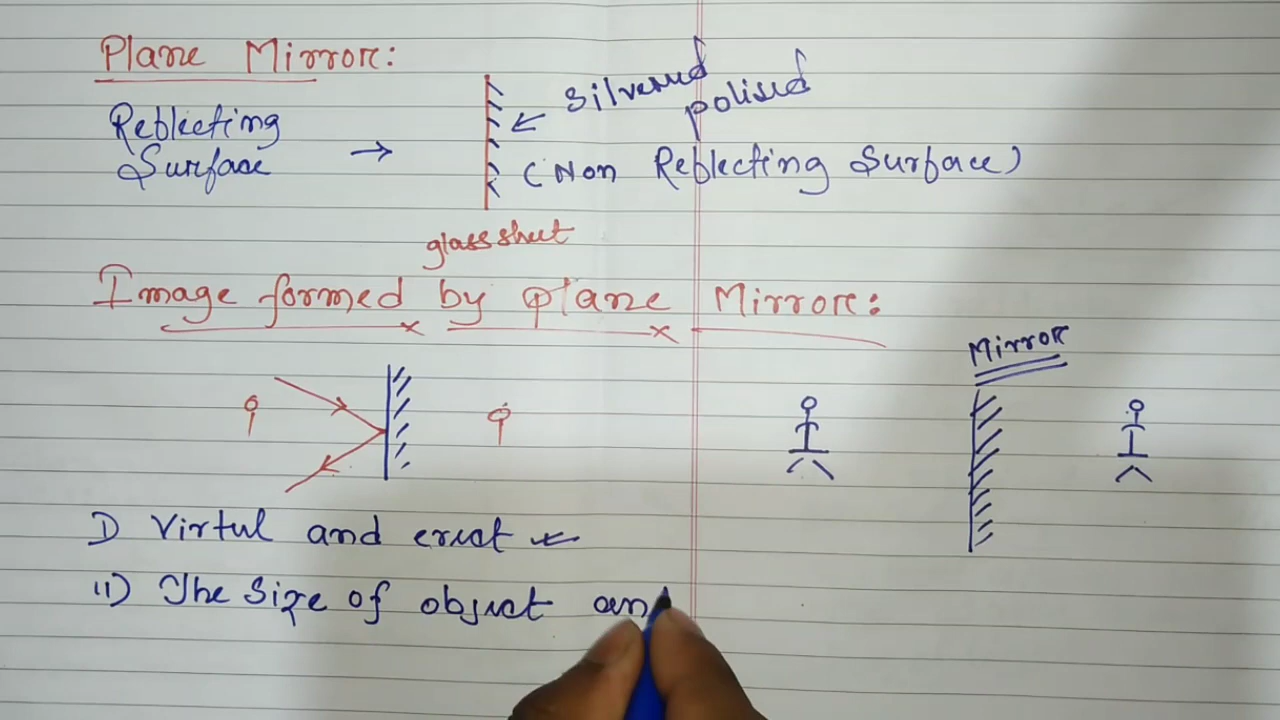 Plane Mirror:
Silvered
polised
Reflecting
Surface →
(Non Reflecting Surface)
glass sheet
Image formed by plane Mirror:
Mirror
I) Virtul and erect
II) The Size of object an